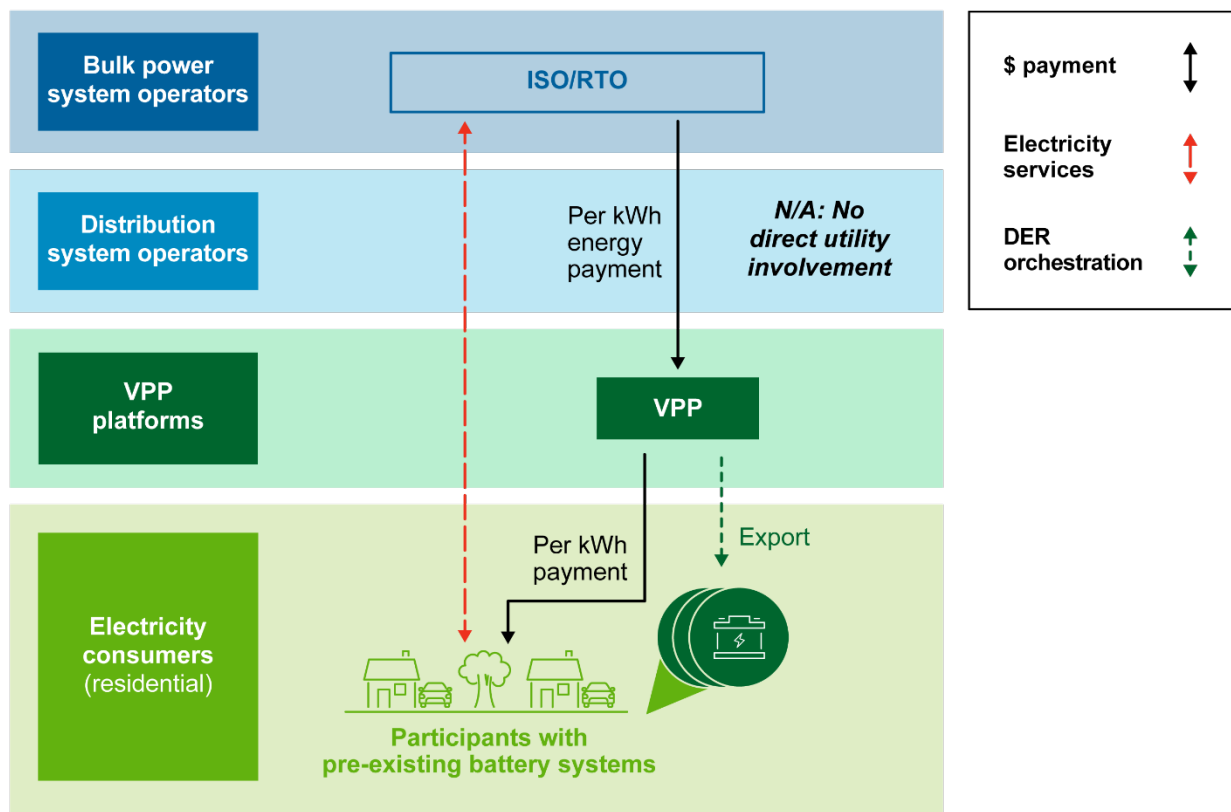 Bulk power
system operators
ISO/RTO
$ payment
Electricity
services
DER
orchestration
Distribution
system operators
Per kWh
energy
payment
N/A: No
direct utility
involvement
VPP
platforms
VPP
Export
Per kWh
payment
Electricity
consumers
(residential)
Participants with
pre-existing battery systems